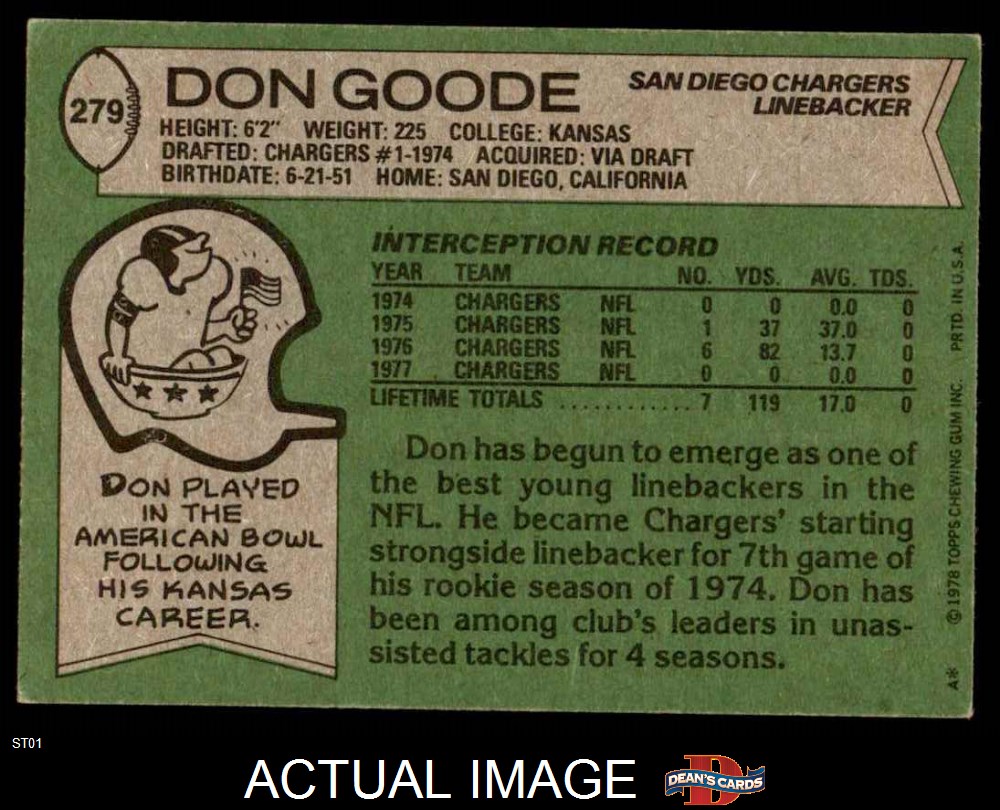 279
DON GOODE
SAN DIEGO CHARGERS
LINEBACKER
HEIGHT: 6'2" WEIGHT: 225 COLLEGE: KANSAS
DRAFTED: CHARGERS #1-1974 ACQUIRED: VIA DRAFT
BIRTHDATE: 6-21-51 HOME: SAN DIEGO, CALIFORNIA
INTERCEPTION RECORD
YEAR TEAM NO. YDS. AVG. TDS.
1974 CHARGERS NFL 0 0 0.0 0
1975 CHARGERS NFL 1 37 37.0 0
1976 CHARGERS NFL 6 82 13.7 0
1977 CHARGERS NFL 0 0 0.0 0
LIFETIME TOTALS ............ 7 119 17.0 0
DON PLAYED
IN THE
AMERICAN BOWL
FOLLOWING
HIS KANSAS
CAREER.
Don has begun to emerge as one of
the best young linebackers in the
NFL. He became Chargers' starting
strongside linebacker for 7th game of
his rookie season of 1974. Don has
been among club's leaders in unas-
sisted tackles for 4 seasons.
A* © 1978 TOPPS CHEWING GUM INC. PRTD. IN U.S.A.
ST01
ACTUAL IMAGE
D
DEAN'S CARDS